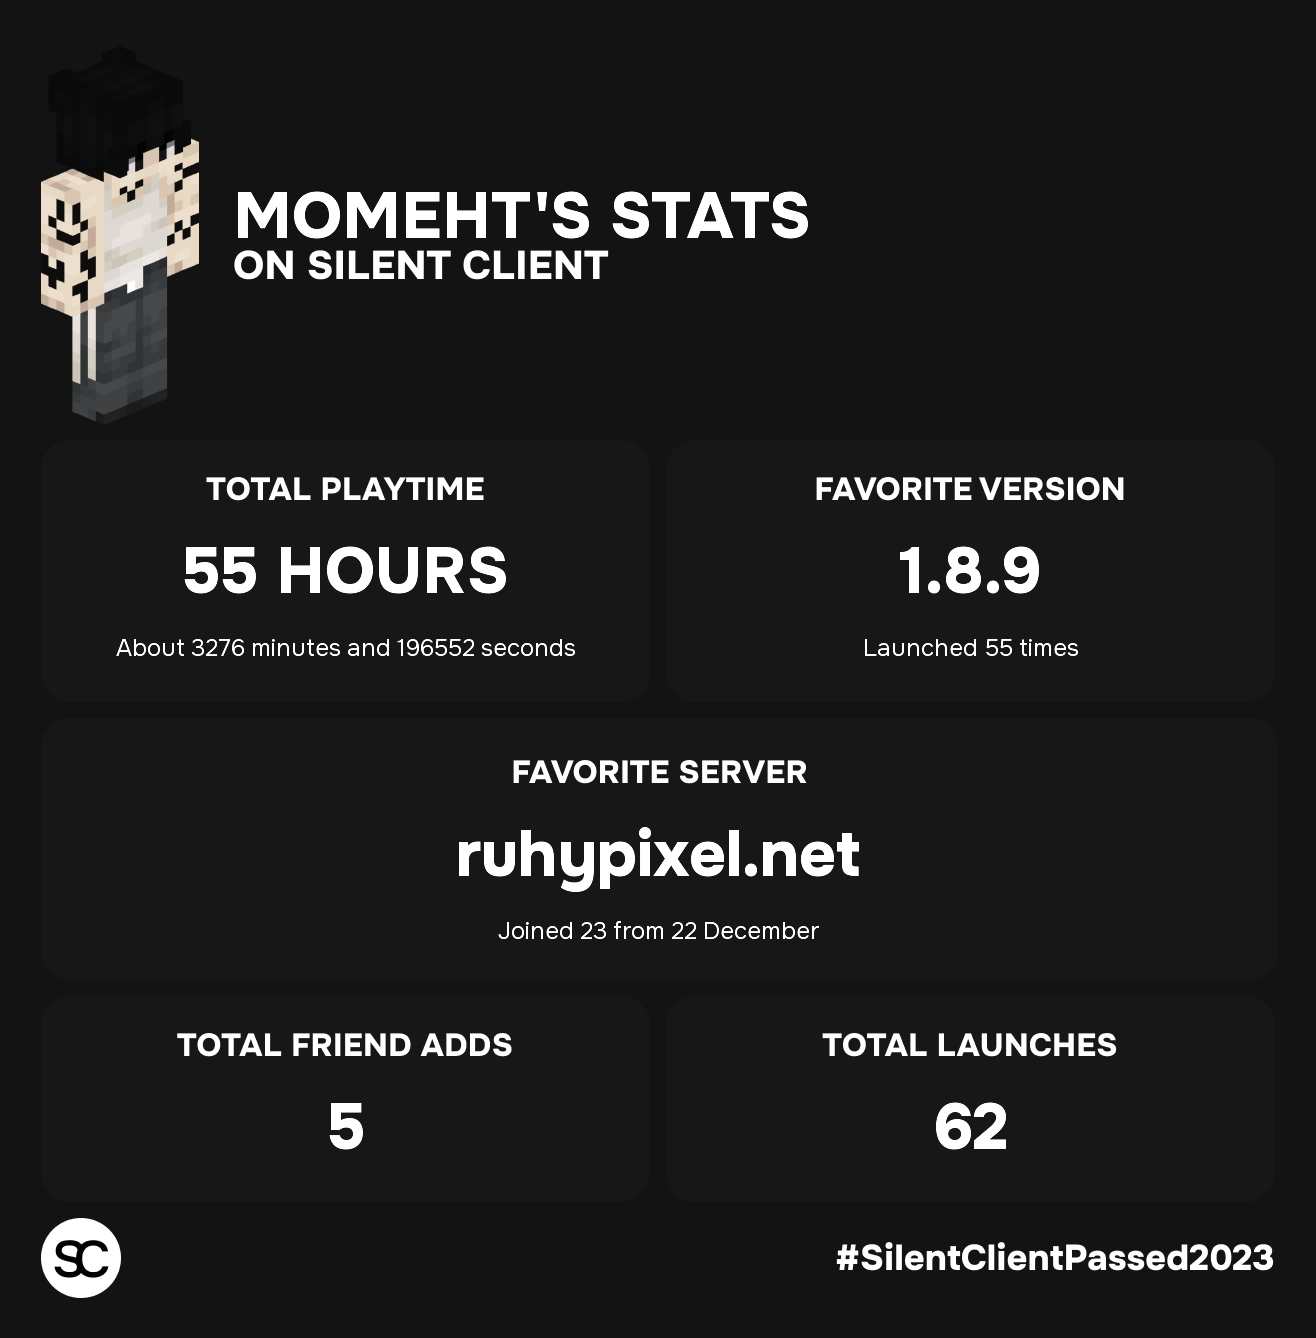 MOMEHT'S STATS
ON SILENT CLIENT
TOTAL PLAYTIME
55 HOURS
About 3276 minutes and 196552 seconds
FAVORITE VERSION
1.8.9
Launched 55 times
FAVORITE SERVER
ruhypixel.net
Joined 23 from 22 December
TOTAL FRIEND ADDS
5
TOTAL LAUNCHES
62
SC
#SilentClientPassed2023